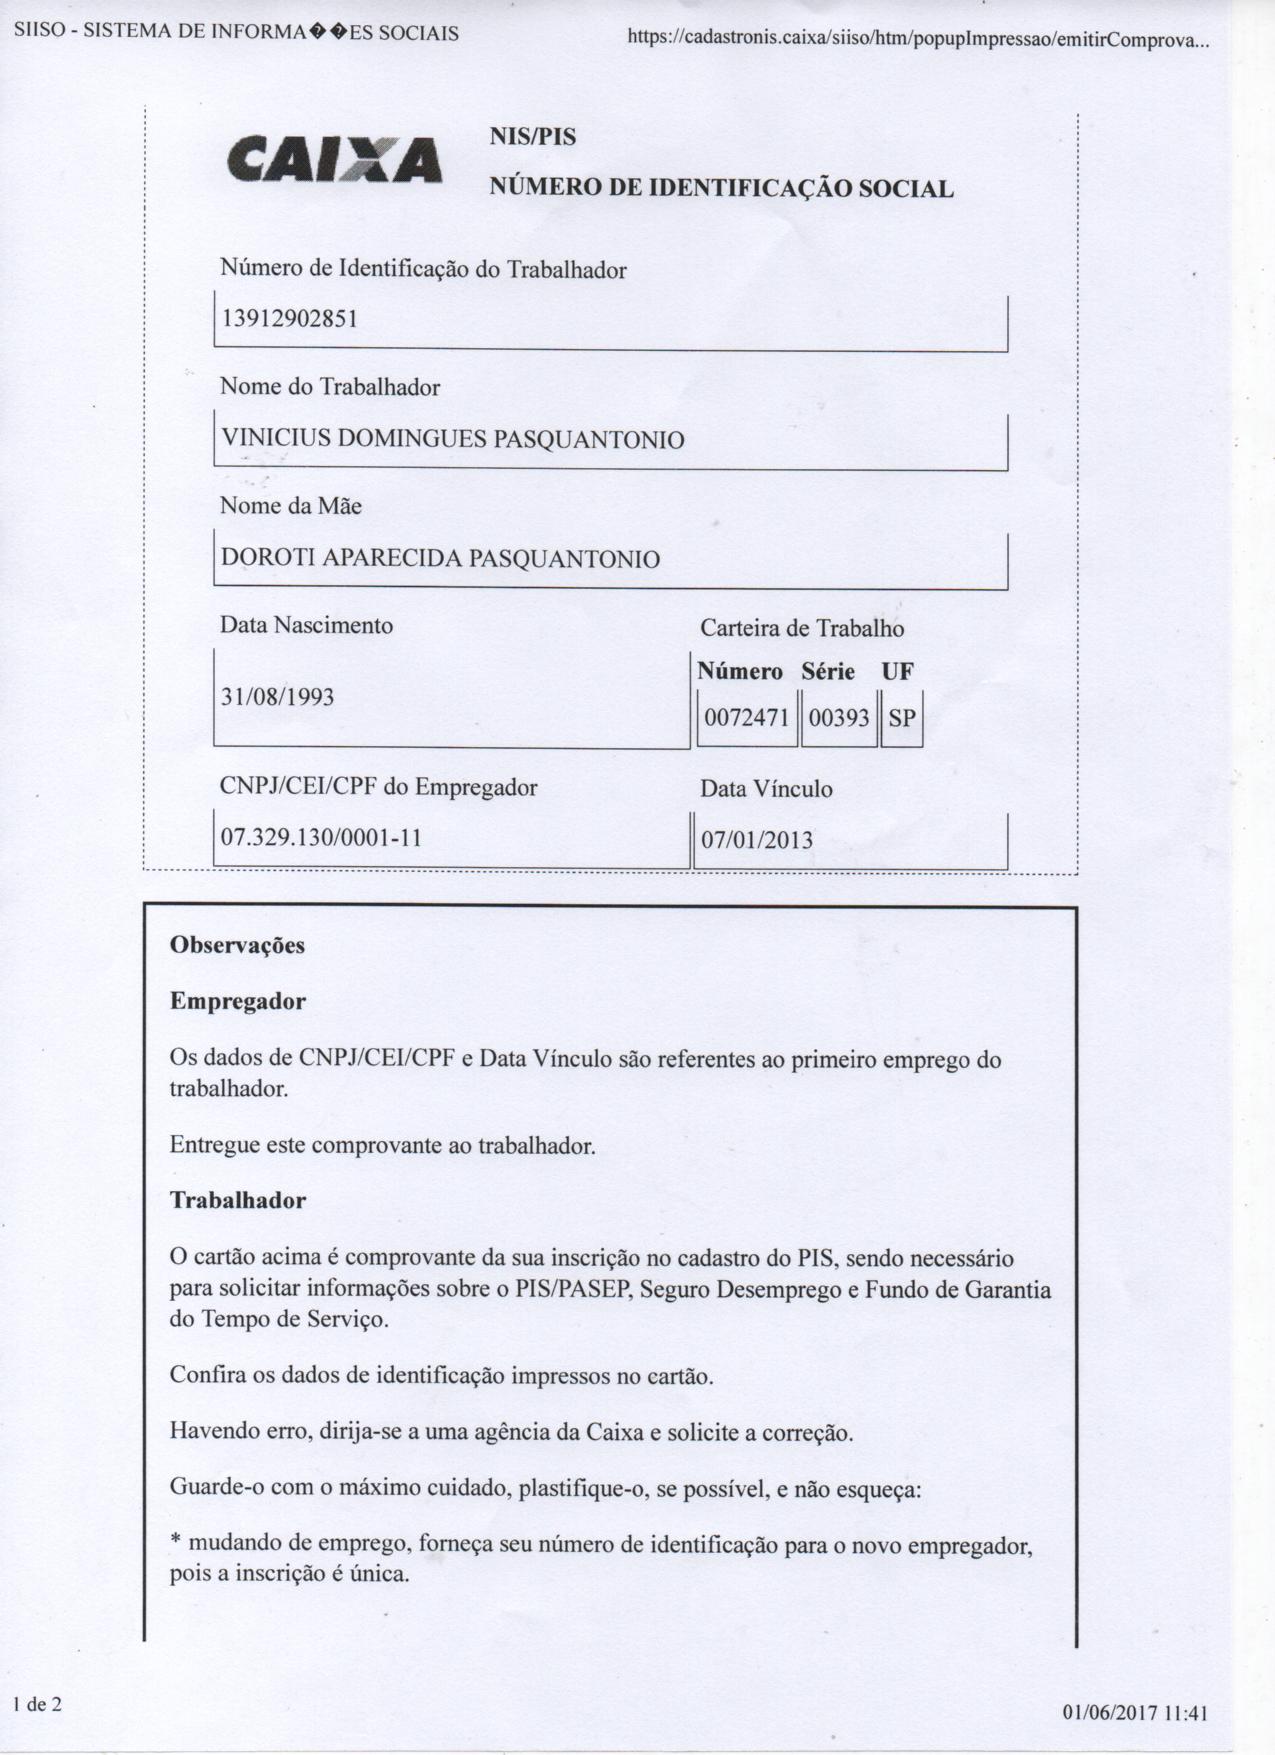 SIISO - SISTEMA DE INFORMA��ES SOCIAIS
https://cadastronis.caixa/siiso/htm/popupImpressao/emitirComprova...
CAIXA
NIS/PIS
NÚMERO DE IDENTIFICAÇÃO SOCIAL
Número de Identificação do Trabalhador
13912902851
Nome do Trabalhador
VINICIUS DOMINGUES PASQUANTONIO
Nome da Mãe
DOROTI APARECIDA PASQUANTONIO
Data Nascimento
Carteira de Trabalho
Número Série UF
31/08/1993
0072471 00393 SP
CNPJ/CEI/CPF do Empregador
Data Vínculo
07.329.130/0001-11
07/01/2013
Observações
Empregador
Os dados de CNPJ/CEI/CPF e Data Vínculo são referentes ao primeiro emprego do
trabalhador.
Entregue este comprovante ao trabalhador.
Trabalhador
O cartão acima é comprovante da sua inscrição no cadastro do PIS, sendo necessário
para solicitar informações sobre o PIS/PASEP, Seguro Desemprego e Fundo de Garantia
do Tempo de Serviço.
Confira os dados de identificação impressos no cartão.
Havendo erro, dirija-se a uma agência da Caixa e solicite a correção.
Guarde-o com o máximo cuidado, plastifique-o, se possível, e não esqueça:
* mudando de emprego, forneça seu número de identificação para o novo empregador,
pois a inscrição é única.
1 de 2
01/06/2017 11:41